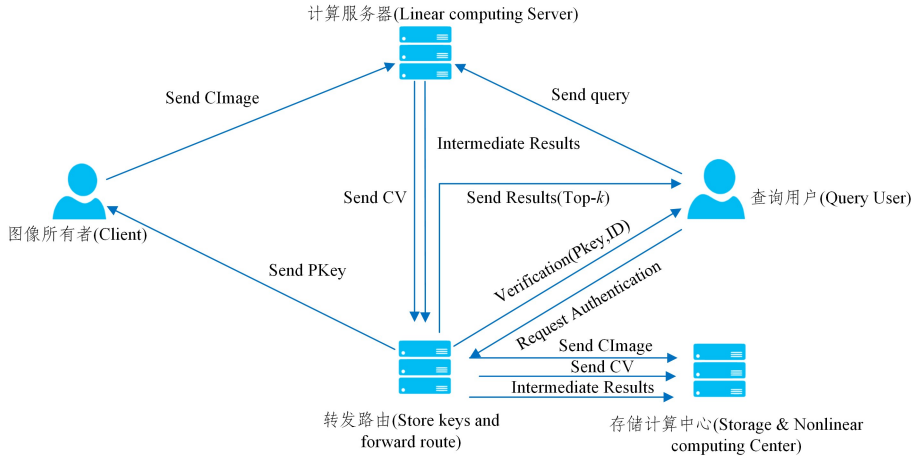 计算服务器(Linear computing Server)
Send CImage
Send query
Intermediate Results
Send CV
Send Results(Top-k)
查询用户(Query User)
图像所有者(Client)
Verification(Pkey,ID)
Send PKey
Request Authentication
Send CImage
Send CV
Intermediate Results
转发路由(Store keys and
forward route)
存储计算中心(Storage & Nonlinear
computing Center)